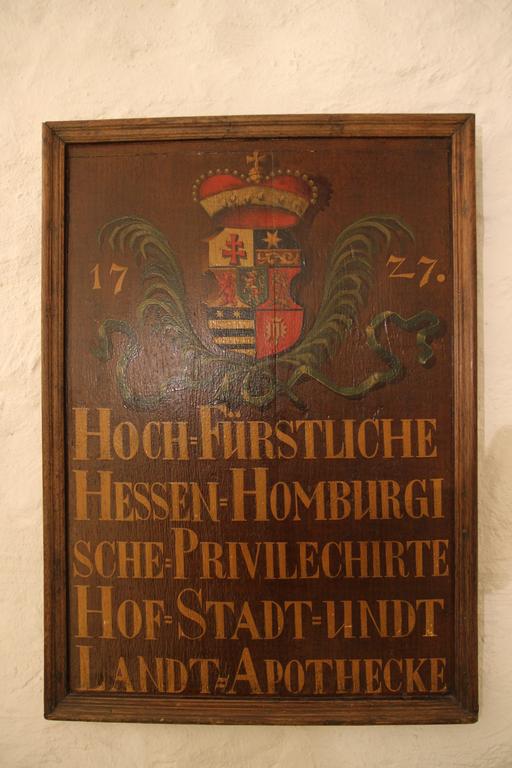 17 27.
HOCH=FÜRSTLICHE
HESSEN=HOMBURGI
SCHE=PRIVILECHIRTE
HOF=STADT=UNDT
LANDT=APOTHECKE